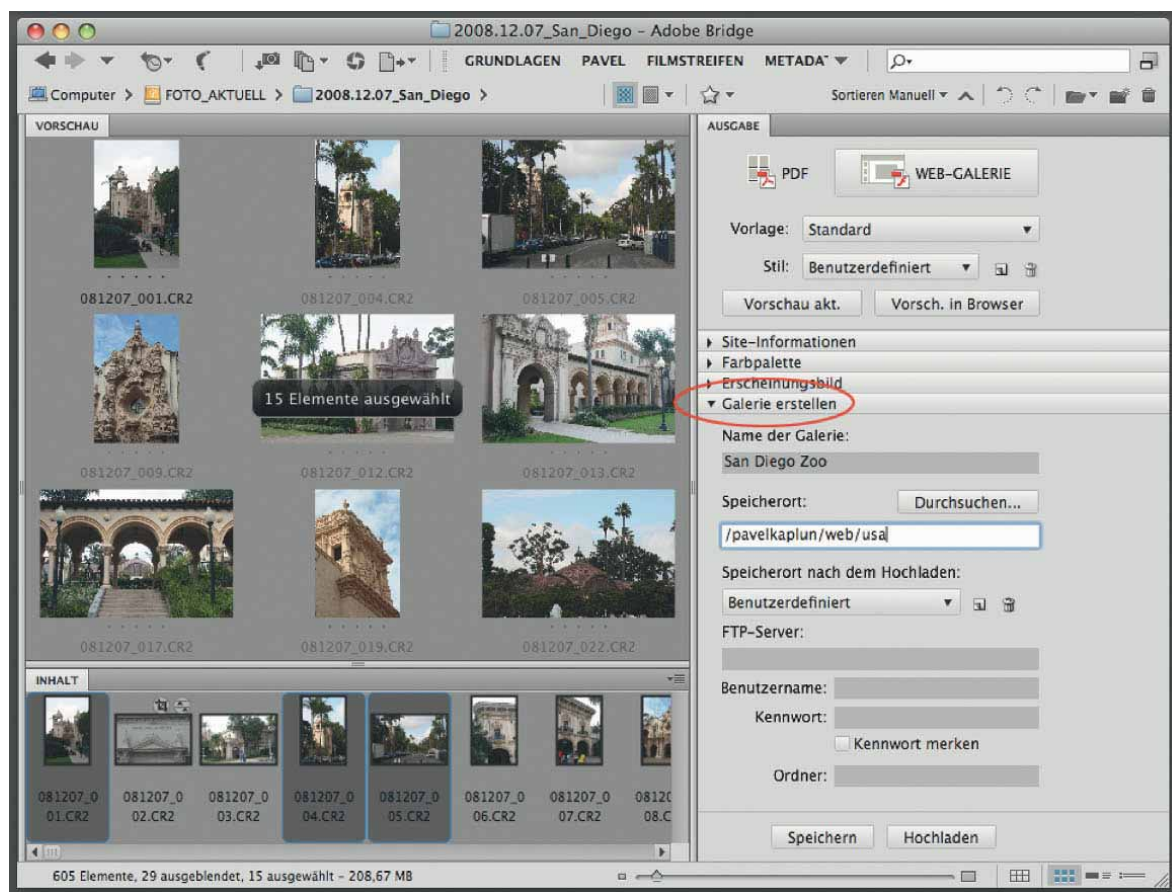 2008.12.07_San_Diego – Adobe Bridge
GRUNDLAGEN PAVEL FILMSTREIFEN METADA
Computer > FOTO_AKTUELL > 2008.12.07_San_Diego >
Sortieren Manuell
VORSCHAU
081207_001.CR2
081207_004.CR2
081207_005.CR2
081207_009.CR2
081207_012.CR2
081207_013.CR2
15 Elemente ausgewählt
081207_017.CR2
081207_019.CR2
081207_022.CR2
INHALT
081207_0
01.CR2
081207_0
02.CR2
081207_0
03.CR2
081207_0
04.CR2
081207_0
05.CR2
081207_0
06.CR2
081207_0
07.CR2
08120
08.C
605 Elemente, 29 ausgeblendet, 15 ausgewählt – 208,67 MB
AUSGABE
PDF
WEB-GALERIE
Vorlage: Standard
Stil: Benutzerdefiniert
Vorschau akt.
Vorsch. in Browser
Site-Informationen
Farbpalette
Erscheinungsbild
Galerie erstellen
Name der Galerie:
San Diego Zoo
Speicherort:
Durchsuchen...
/pavelkaplun/web/usa
Speicherort nach dem Hochladen:
Benutzerdefiniert
FTP-Server:
Benutzername:
Kennwort:
Kennwort merken
Ordner:
Speichern
Hochladen